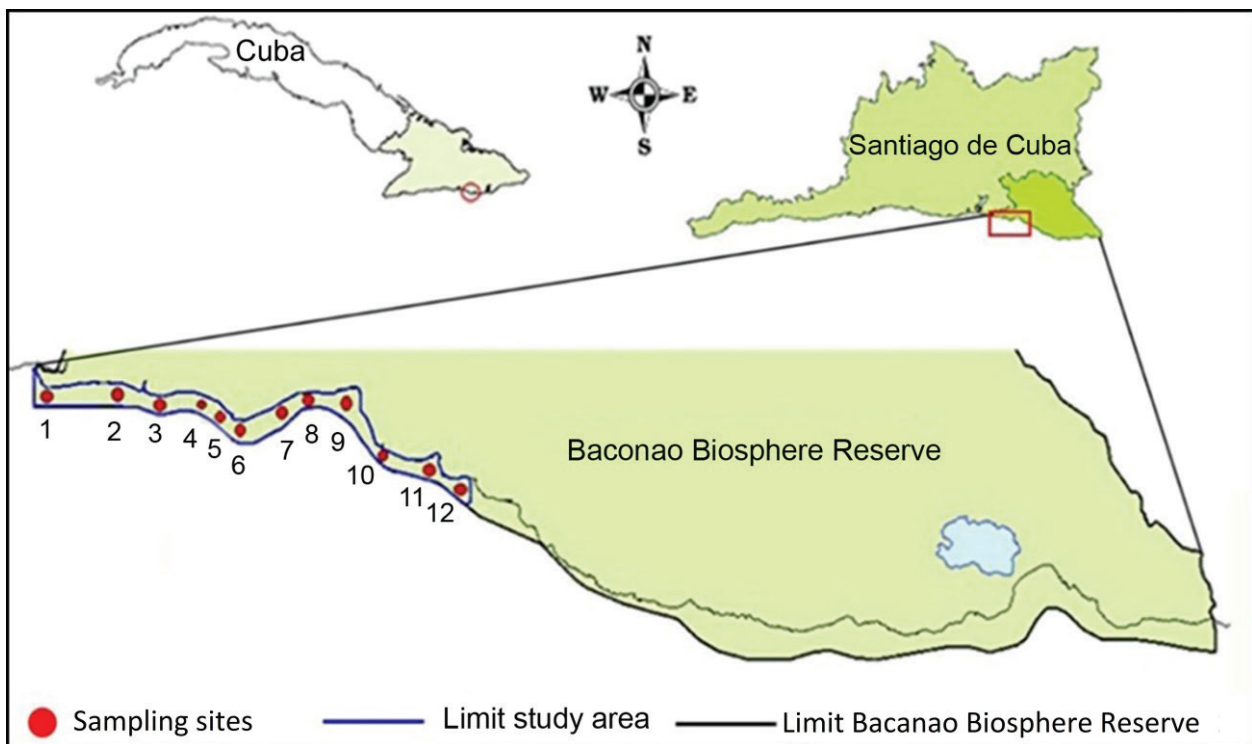 Cuba
N
W E
S
Santiago de Cuba
1
2
3
4
5
6
7
8
9
10
11
12
Baconao Biosphere Reserve
Sampling sites
Limit study area
Limit Bacanao Biosphere Reserve